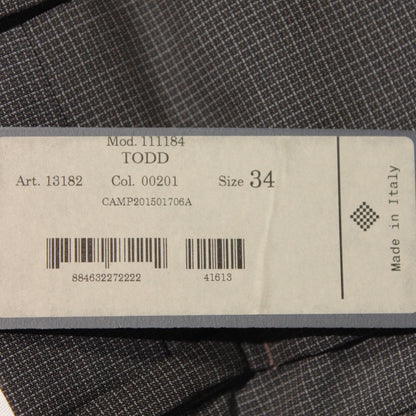 Mod. 111184
TODD
Art. 13182 Col. 00201 Size 34
CAMP201501706A
884632272222 41613
Made in Italy